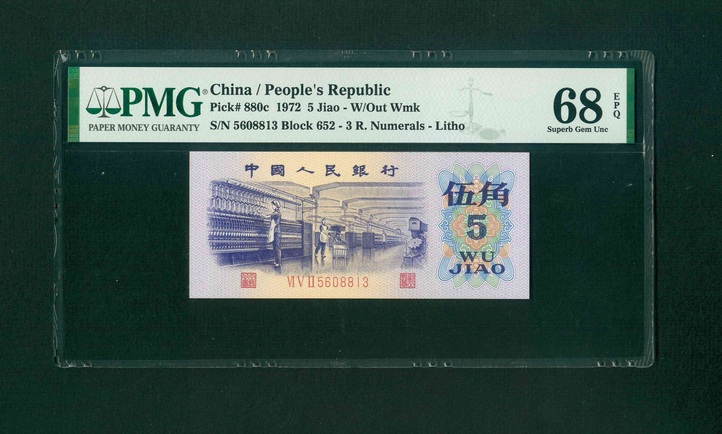 PMG®
PAPER MONEY GUARANTY
China / People's Republic
Pick# 880c 1972 5 Jiao - W/Out Wmk
S/N 5608813 Block 652 - 3 R. Numerals - Litho
68 EPQ
Superb Gem Unc
中國人民銀行
伍角
5
WU
JIAO
VI V II 5608813